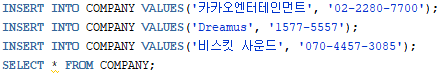 INSERT INTO COMPANY VALUES('카카오엔터테인먼트', '02-2280-7700');
INSERT INTO COMPANY VALUES('Dreamus', '1577-5557');
INSERT INTO COMPANY VALUES('비스킷 사운드', '070-4457-3085');
SELECT * FROM COMPANY;